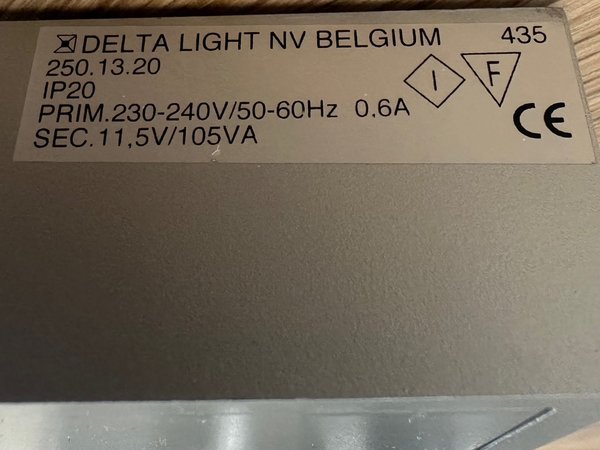 DELTA LIGHT NV BELGIUM 435
250.13.20
IP20
PRIM.230-240V/50-60Hz 0,6A
SEC.11,5V/105VA
I F
CE